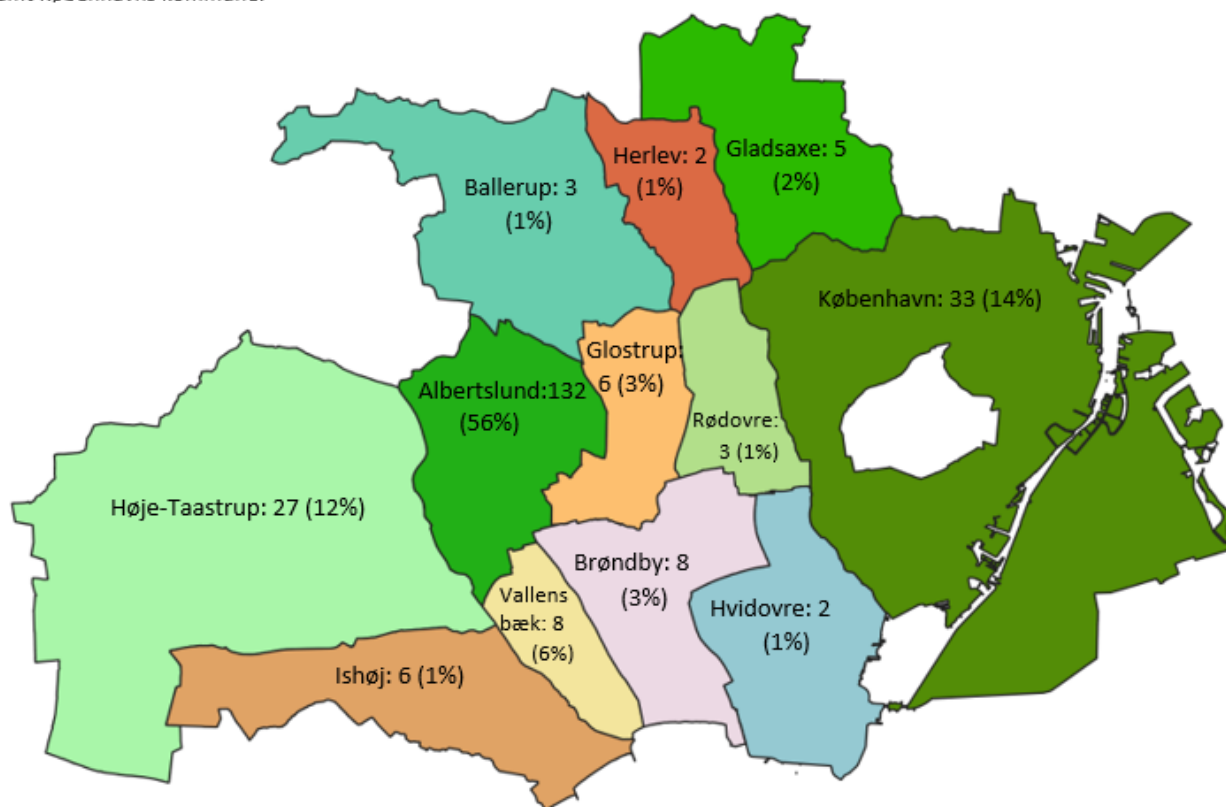 Herlev: 2
(1%)
Gladsaxe: 5
(2%)
Ballerup: 3
(1%)
København: 33 (14%)
Glostrup:
6 (3%)
Albertslund:132
(56%)
Rødovre:
3 (1%)
Høje-Taastrup: 27 (12%)
Brøndby: 8
(3%)
Vallens
bæk: 8
(6%)
Hvidovre: 2
(1%)
Ishøj: 6 (1%)